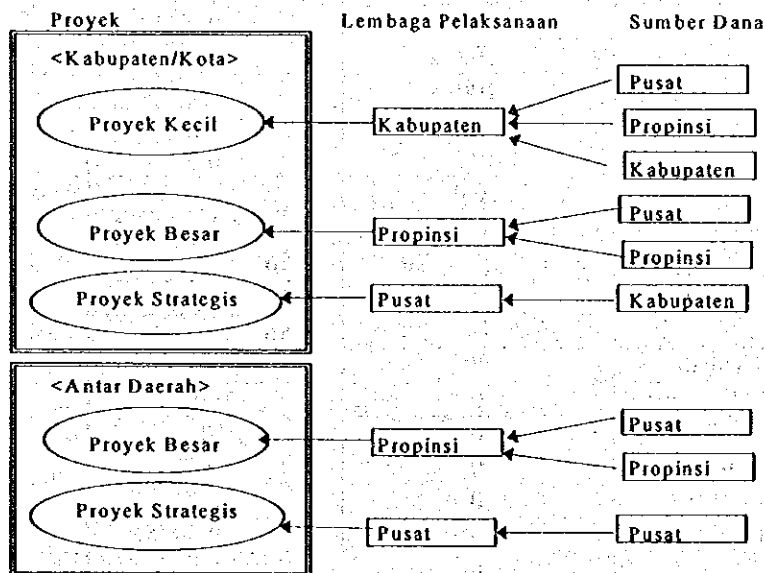 Proyek Lembaga Pelaksanaan Sumber Dana
<Kabupaten/Kota>
Pusat
Proyek Kecil Kabupaten Propinsi
Kabupaten
Pusat
Proyek Besar Propinsi
Propinsi
Proyek Strategis Pusat Kabupaten
<Antar Daerah>
Pusat
Proyek Besar Propinsi
Propinsi
Proyek Strategis
Pusat Pusat